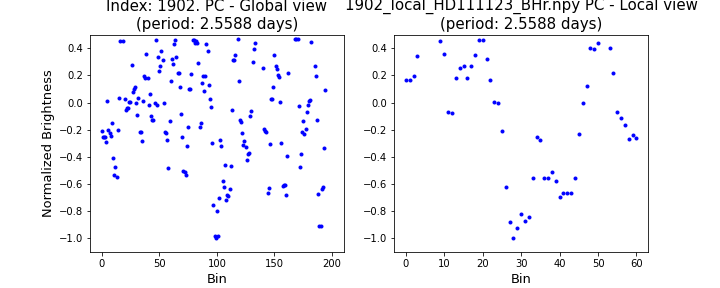 Index: 1902. PC - Global view
(period: 2.5588 days)
1902_local_HD111123_BHr.npy PC - Local view
(period: 2.5588 days)
Normalized Brightness
0.4
0.2
0.0
−0.2
−0.4
−0.6
−0.8
−1.0
0 50 100 150 200
Bin
0.4
0.2
0.0
−0.2
−0.4
−0.6
−0.8
−1.0
0 10 20 30 40 50 60
Bin